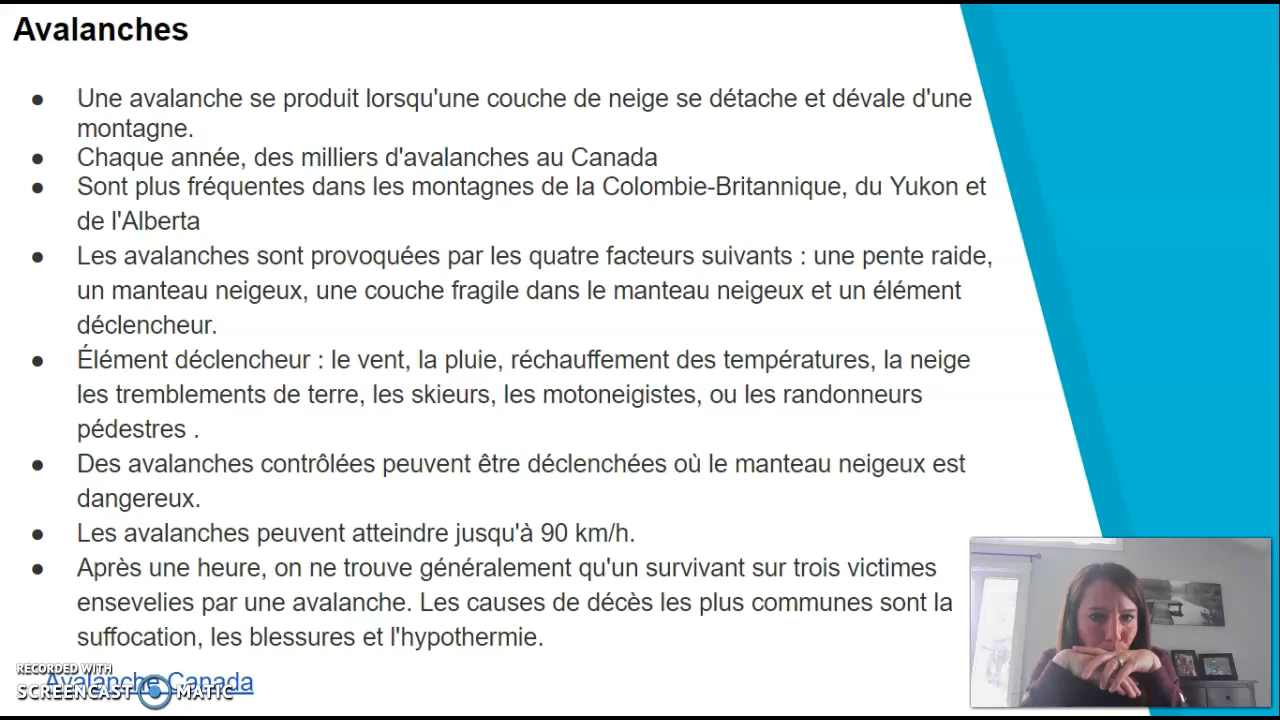 Avalanches
● Une avalanche se produit lorsqu'une couche de neige se détache et dévale d'une
montagne.
● Chaque année, des milliers d'avalanches au Canada
● Sont plus fréquentes dans les montagnes de la Colombie-Britannique, du Yukon et
de l'Alberta
● Les avalanches sont provoquées par les quatre facteurs suivants : une pente raide,
un manteau neigeux, une couche fragile dans le manteau neigeux et un élément
déclencheur.
● Élément déclencheur : le vent, la pluie, réchauffement des températures, la neige
les tremblements de terre, les skieurs, les motoneigistes, ou les randonneurs
pédestres .
● Des avalanches contrôlées peuvent être déclenchées où le manteau neigeux est
dangereux.
● Les avalanches peuvent atteindre jusqu'à 90 km/h.
● Après une heure, on ne trouve généralement qu'un survivant sur trois victimes
ensevelies par une avalanche. Les causes de décès les plus communes sont la
suffocation, les blessures et l'hypothermie.
Avalanche Canada
RECORDED WITH
SCREENCAST MATIC